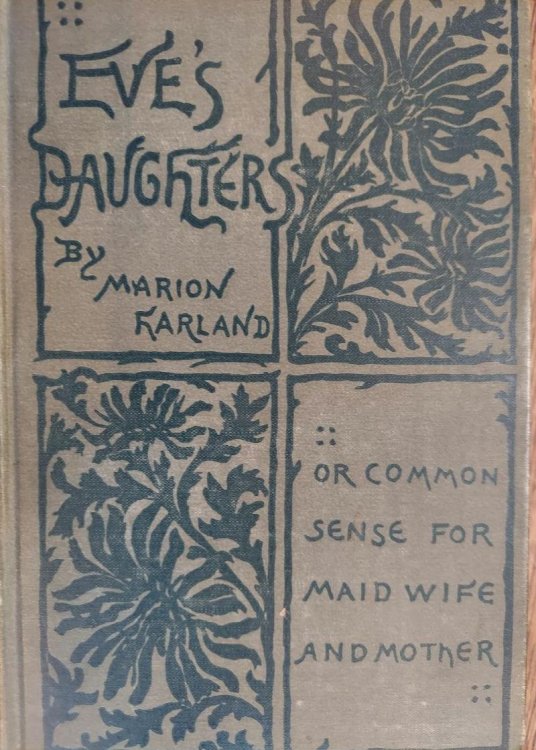 EVE'S
DAUGHTERS
BY MARION
HARLAND
OR COMMON
SENSE FOR
MAID WIFE
AND MOTHER